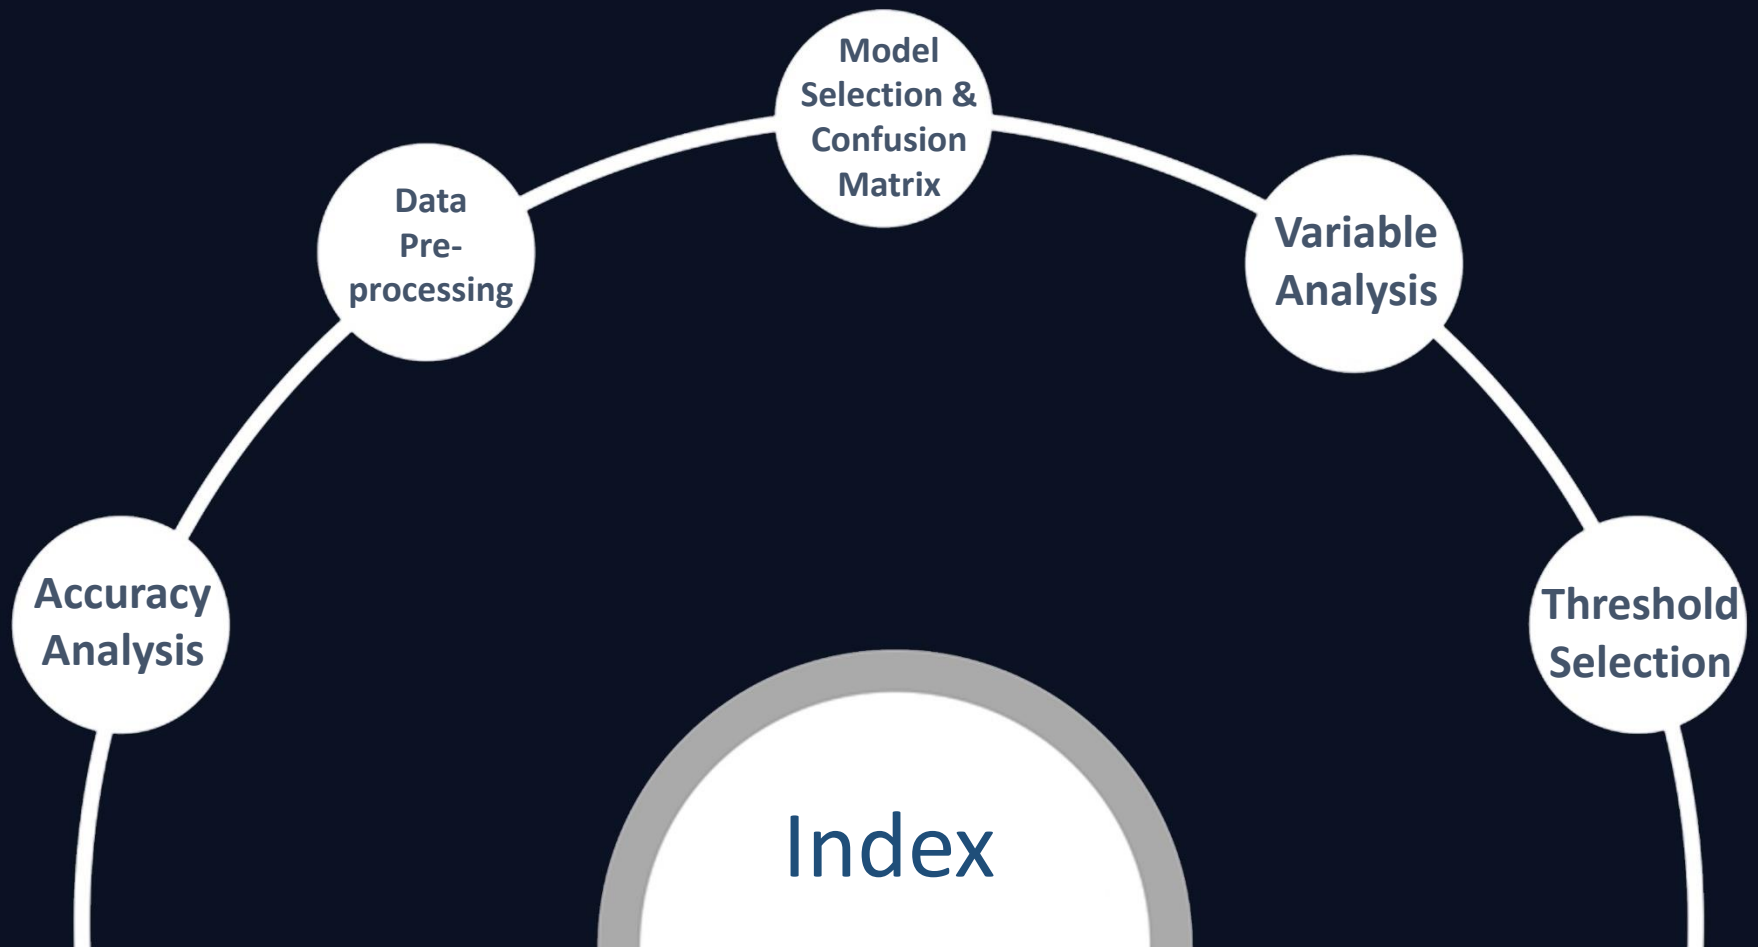 Model
Selection &
Confusion
Matrix
Data
Pre-
processing
Variable
Analysis
Accuracy
Analysis
Threshold
Selection
Index